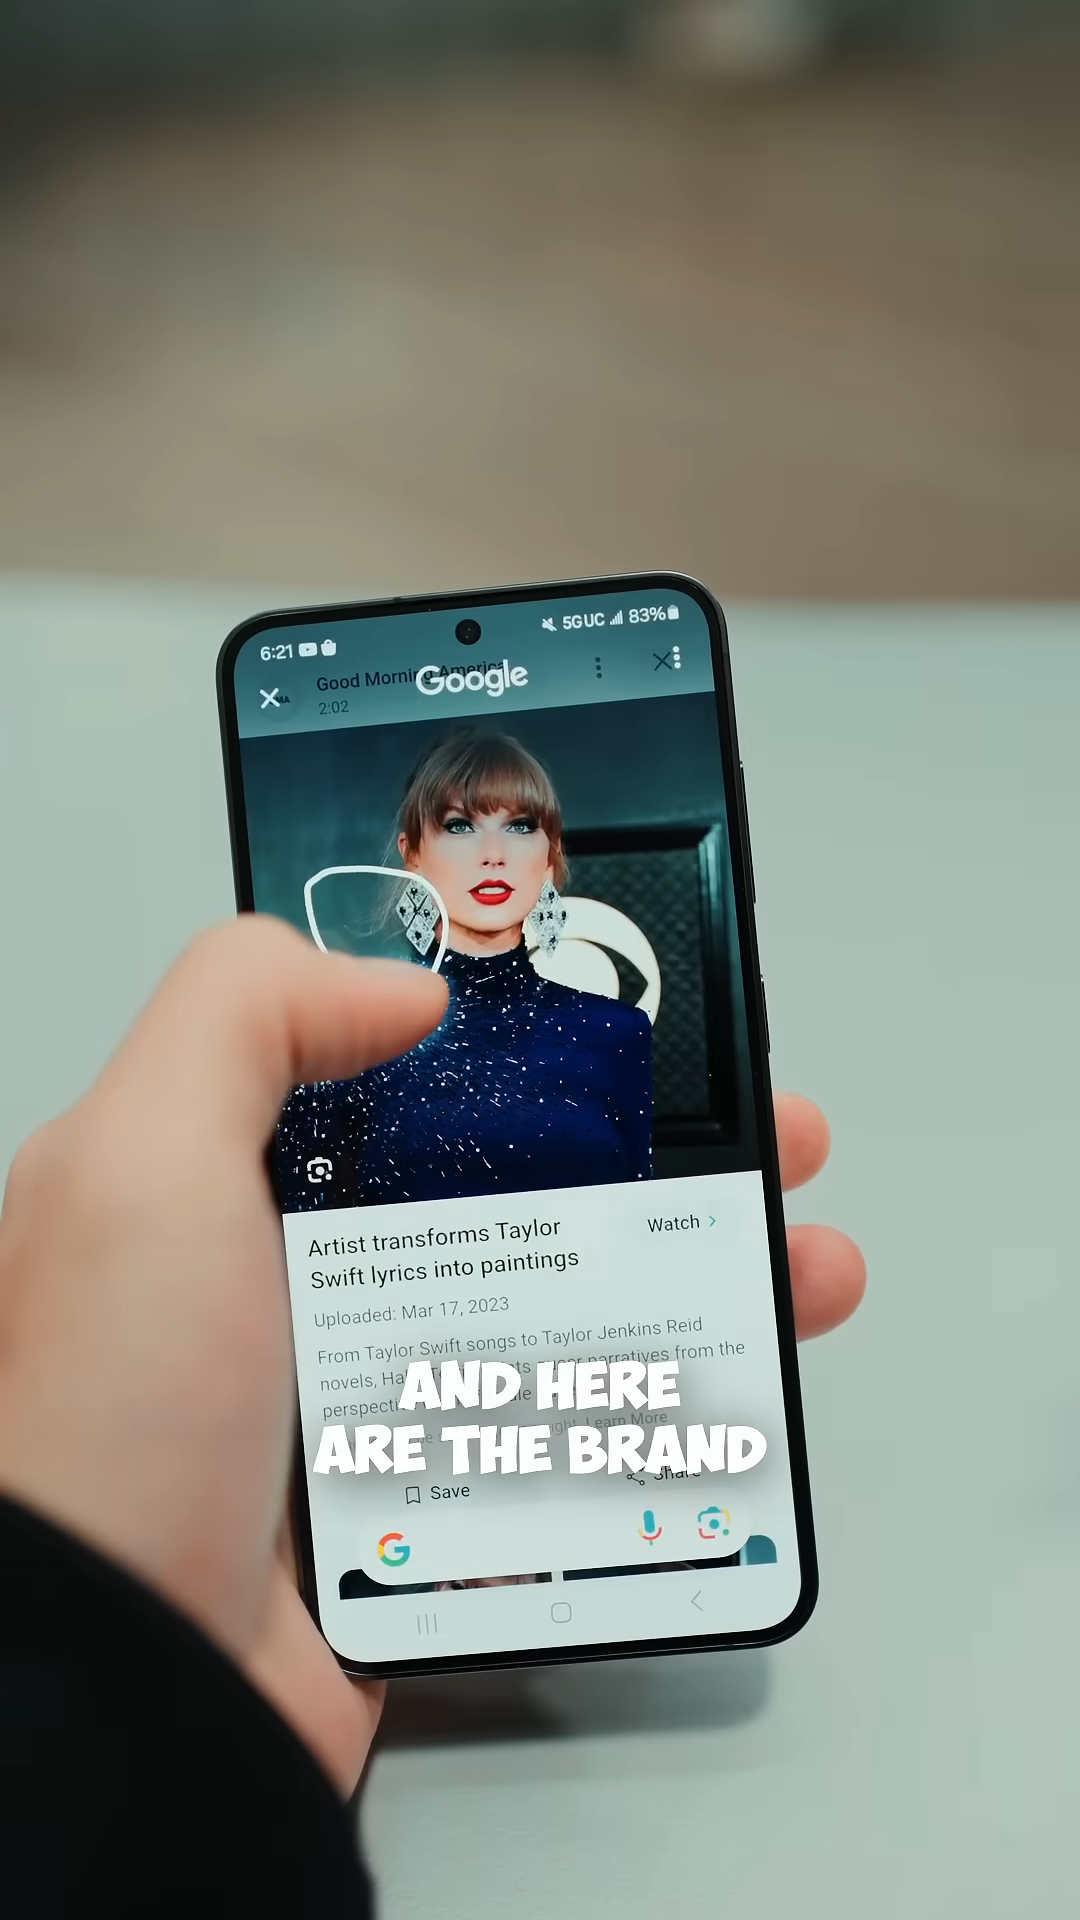 6:21
5GUC 83%
Good Morning America
Google
2:02
Artist transforms Taylor
Swift lyrics into paintings
Watch
Uploaded: Mar 17, 2023
From Taylor Swift songs to Taylor Jenkins Reid
novels, narratives from the
AND HERE
ARE THE BRAND
Learn More
Save
Share
G